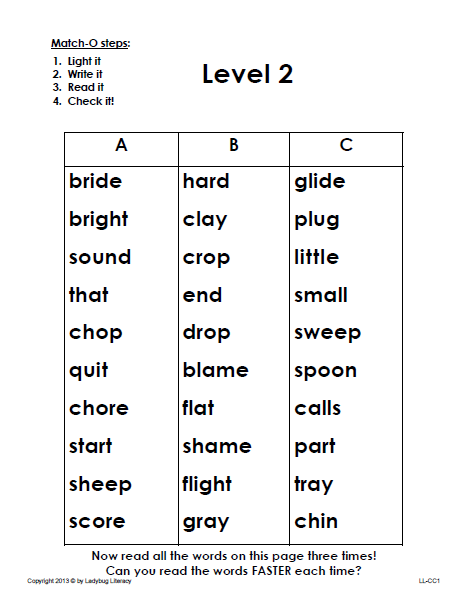 Match-O steps:
1. Light it
2. Write it
3. Read it
4. Check it!
Level 2
A B C
bride hard glide
bright clay plug
sound crop little
that end small
chop drop sweep
quit blame spoon
chore flat calls
start shame part
sheep flight tray
score gray chin
Now read all the words on this page three times!
Can you read the words FASTER each time?
Copyright 2013 © by Ladybug Literacy LL-CC1